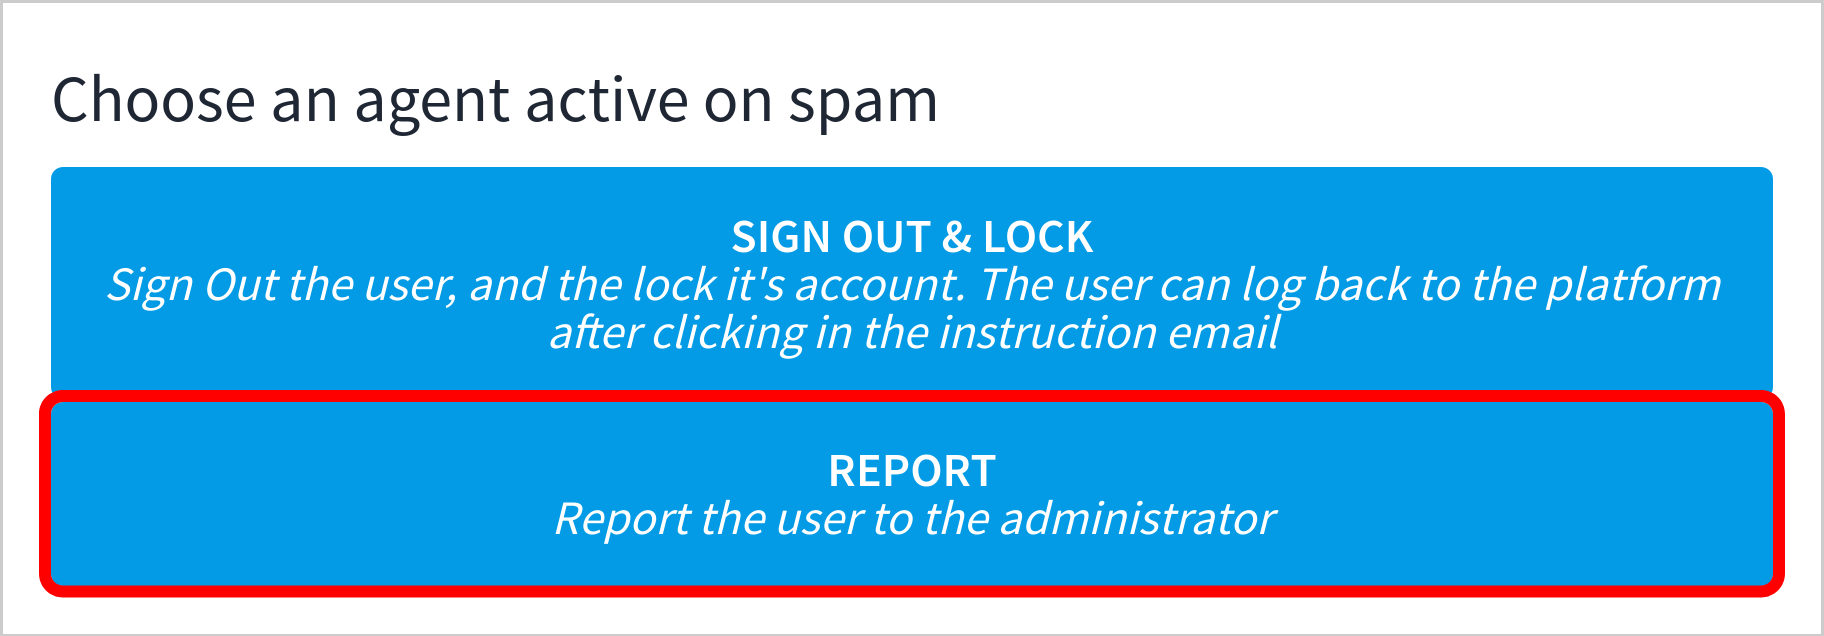 Choose an agent active on spam
SIGN OUT & LOCK
Sign Out the user, and the lock it's account. The user can log back to the platform
after clicking in the instruction email
REPORT
Report the user to the administrator